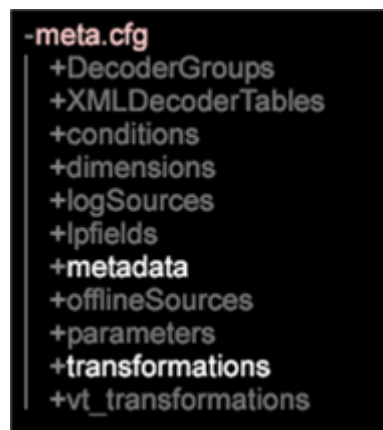 -meta.cfg
+DecoderGroups
+XMLDecoderTables
+conditions
+dimensions
+logSources
+lpfields
+metadata
+offlineSources
+parameters
+transformations
+vt_transformations